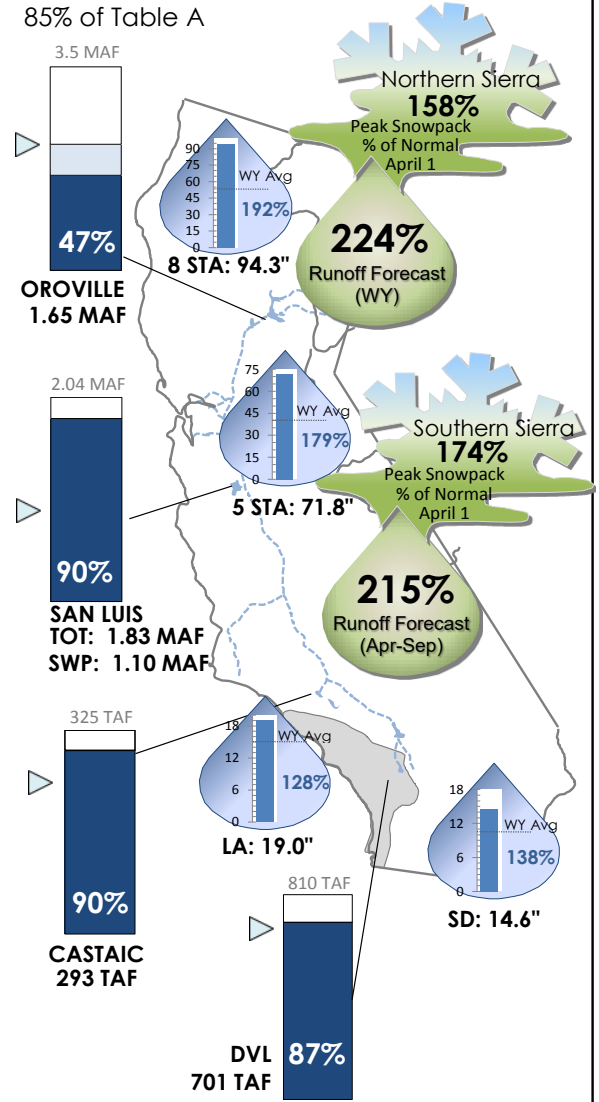 85% of Table A
3.5 MAF
47%
OROVILLE
1.65 MAF
Northern Sierra
158%
Peak Snowpack
% of Normal
April 1
224%
Runoff Forecast
(WY)
90
75
60
45
30
15
0
WY Avg
192%
8 STA: 94.3"
2.04 MAF
90%
SAN LUIS
TOT: 1.83 MAF
SWP: 1.10 MAF
75
60
45
30
15
0
WY Avg
179%
5 STA: 71.8"
Southern Sierra
174%
Peak Snowpack
% of Normal
April 1
215%
Runoff Forecast
(Apr-Sep)
325 TAF
90%
CASTAIC
293 TAF
18
12
6
0
WY Avg
128%
LA: 19.0"
18
12
6
0
WY Avg
138%
SD: 14.6"
810 TAF
87%
DVL
701 TAF